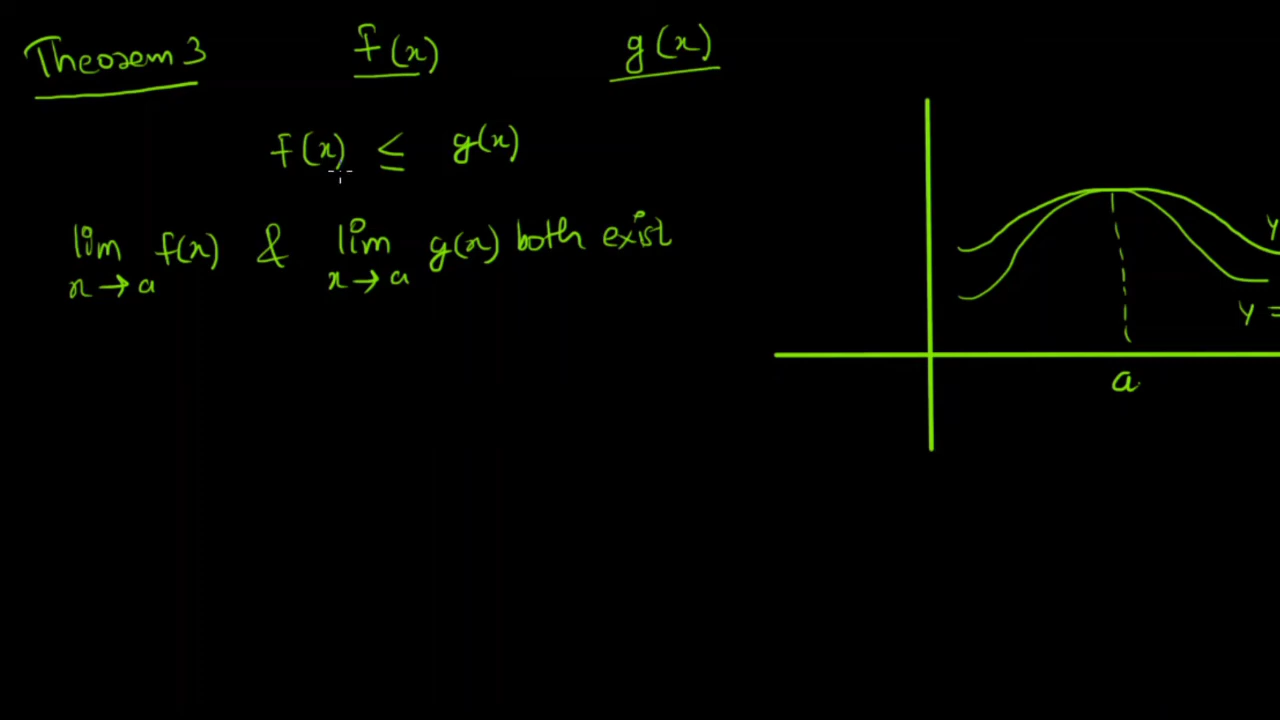 Theorem 3 f(x) g(x)
f(x) ≤ g(x)
lim x→a f(x) & lim x→a g(x) both exist
y
y =
a